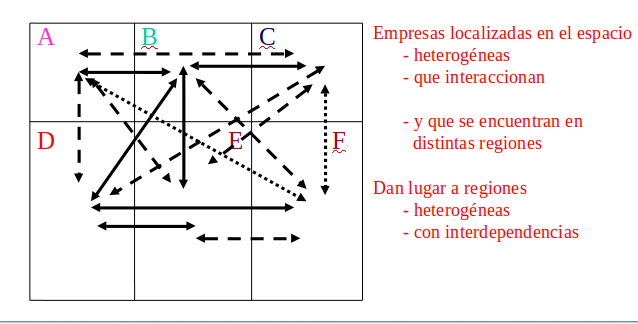 A
B
C
D
E
F
Empresas localizadas en el espacio
- heterogéneas
- que interaccionan
- y que se encuentran en
distintas regiones
Dan lugar a regiones
- heterogéneas
- con interdependencias